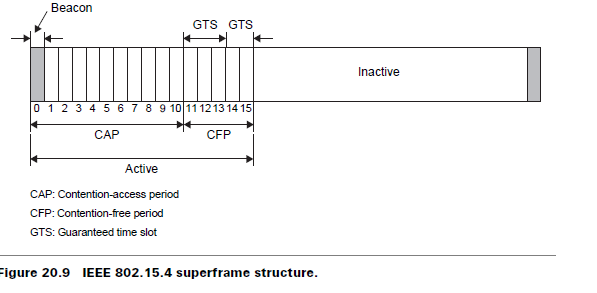 Beacon
GTS GTS
Inactive
0 1 2 3 4 5 6 7 8 9 10 11 12 13 14 15
CAP CFP
Active
CAP: Contention-access period
CFP: Contention-free period
GTS: Guaranteed time slot
Figure 20.9 IEEE 802.15.4 superframe structure.